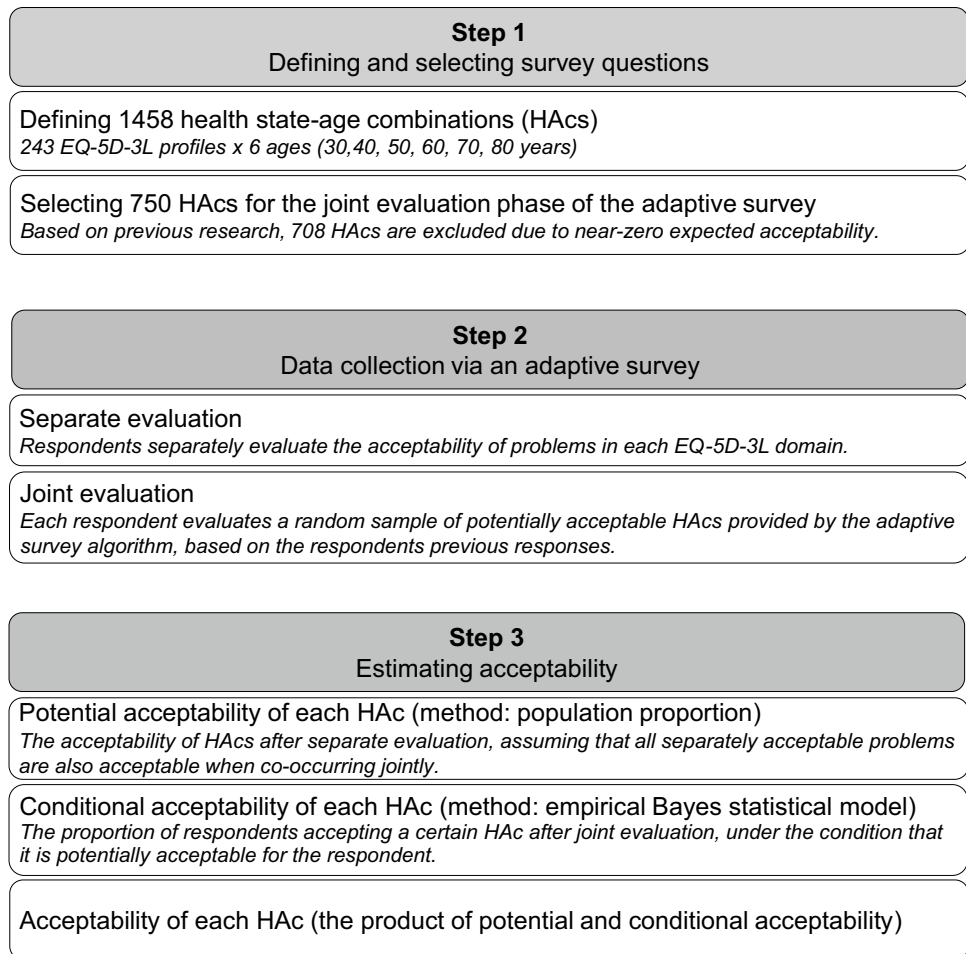 Step 1
Defining and selecting survey questions
Defining 1458 health state-age combinations (HAcs)
243 EQ-5D-3L profiles x 6 ages (30,40, 50, 60, 70, 80 years)
Selecting 750 HAcs for the joint evaluation phase of the adaptive survey
Based on previous research, 708 HAcs are excluded due to near-zero expected acceptability.
Step 2
Data collection via an adaptive survey
Separate evaluation
Respondents separately evaluate the acceptability of problems in each EQ-5D-3L domain.
Joint evaluation
Each respondent evaluates a random sample of potentially acceptable HAcs provided by the adaptive
survey algorithm, based on the respondents previous responses.
Step 3
Estimating acceptability
Potential acceptability of each HAc (method: population proportion)
The acceptability of HAcs after separate evaluation, assuming that all separately acceptable problems
are also acceptable when co-occurring jointly.
Conditional acceptability of each HAc (method: empirical Bayes statistical model)
The proportion of respondents accepting a certain HAc after joint evaluation, under the condition that
it is potentially acceptable for the respondent.
Acceptability of each HAc (the product of potential and conditional acceptability)